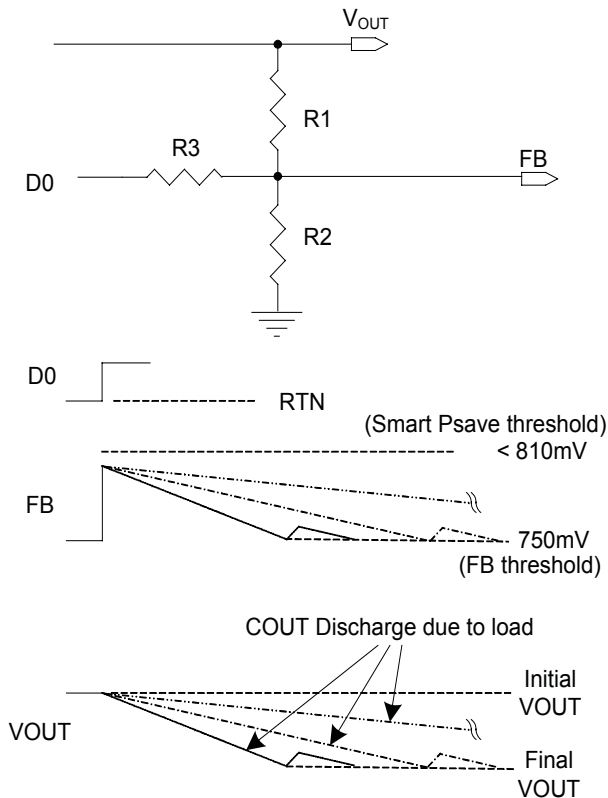 VOUT
R1
R3
FB
D0
R2
D0
RTN
(Smart Psave threshold)
< 810mV
FB
750mV
(FB threshold)
COUT Discharge due to load
Initial
VOUT
VOUT
Final
VOUT